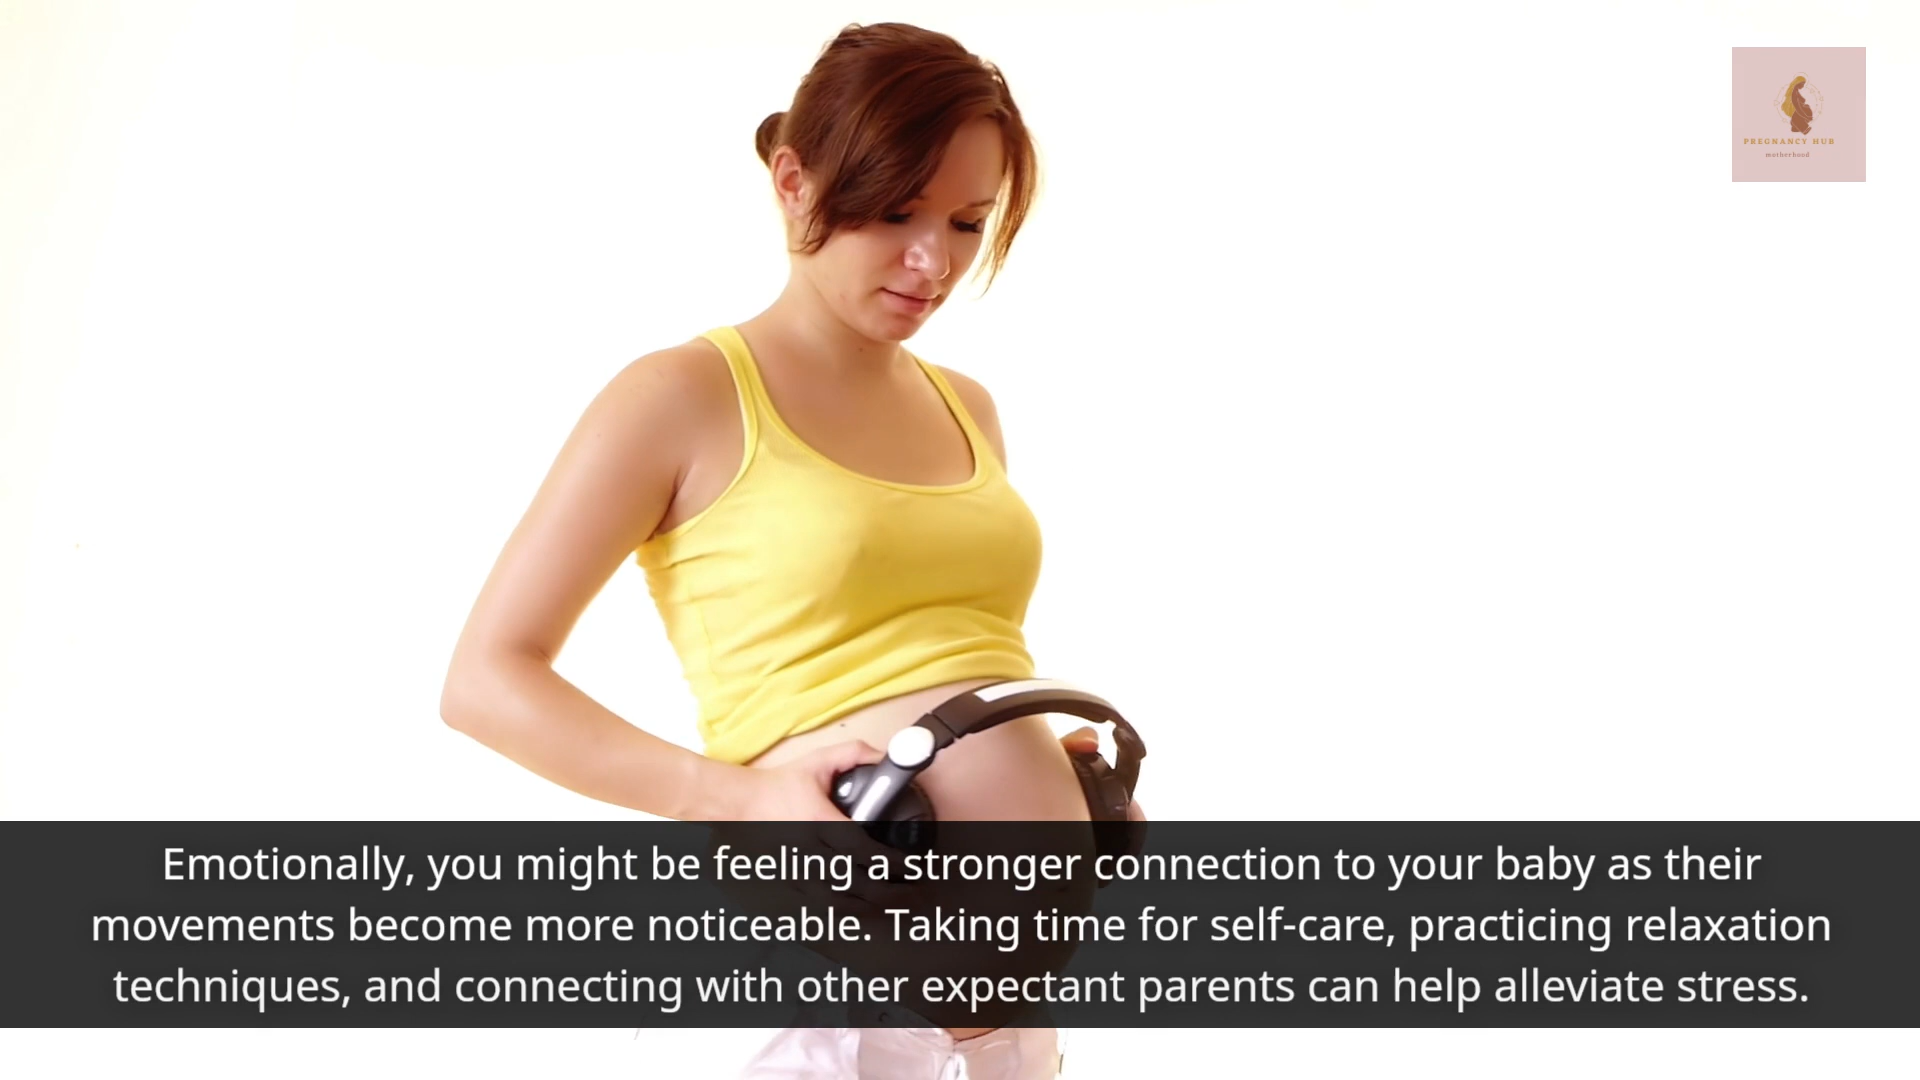 PREGNANCY HUB
motherhood
Emotionally, you might be feeling a stronger connection to your baby as their
movements become more noticeable. Taking time for self-care, practicing relaxation
techniques, and connecting with other expectant parents can help alleviate stress.